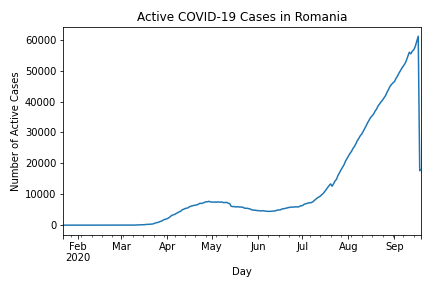 Active COVID-19 Cases in Romania
Number of Active Cases
60000
50000
40000
30000
20000
10000
0
Feb Mar Apr May Jun Jul Aug Sep
2020
Day